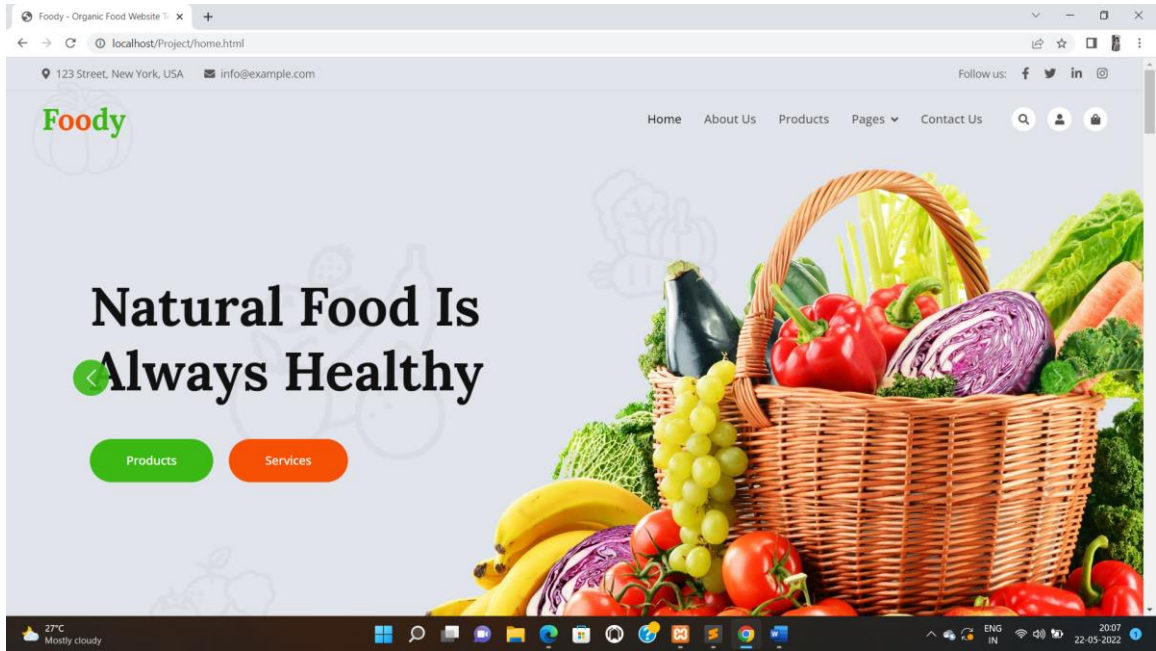 Foody - Organic Food Website T
localhost/Project/home.html
123 Street, New York, USA info@example.com Follow us:
Foody Home About Us Products Pages Contact Us
Natural Food Is
Always Healthy
Products Services
27°C
Mostly cloudy
ENG
IN
20:07
22-05-2022
1